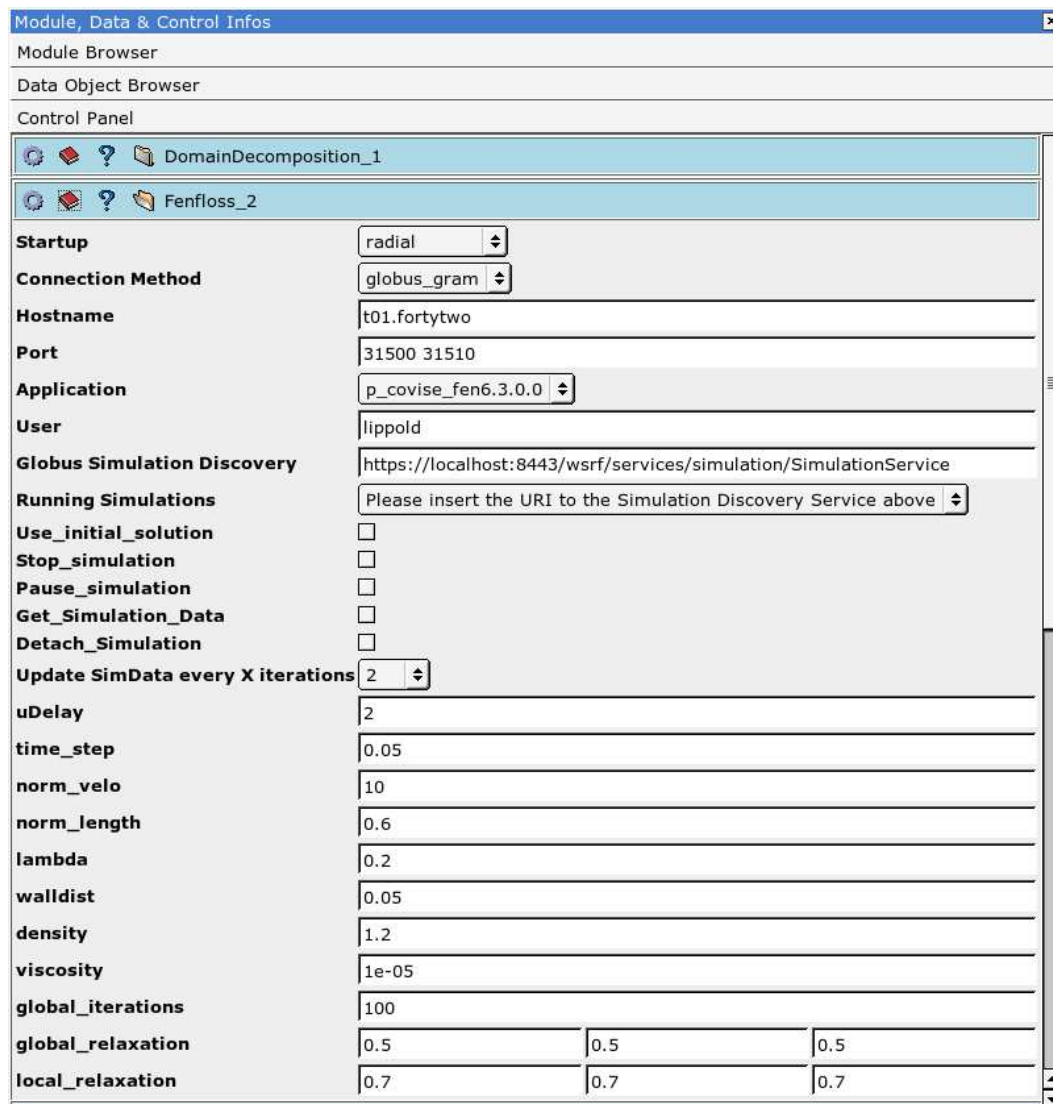 Module, Data & Control Infos
Module Browser
Data Object Browser
Control Panel
DomainDecomposition_1
Fenfloss_2
Startup radial
Connection Method globus_gram
Hostname t01.fortytwo
Port 31500 31510
Application p_covise_fen6.3.0.0
User lippold
Globus Simulation Discovery https://localhost:8443/wsrf/services/simulation/SimulationService
Running Simulations Please insert the URI to the Simulation Discovery Service above
Use_initial_solution
Stop_simulation
Pause_simulation
Get_Simulation_Data
Detach_Simulation
Update SimData every X iterations 2
uDelay 2
time_step 0.05
norm_velo 10
norm_length 0.6
lambda 0.2
walldist 0.05
density 1.2
viscosity 1e-05
global_iterations 100
global_relaxation 0.5 0.5 0.5
local_relaxation 0.7 0.7 0.7